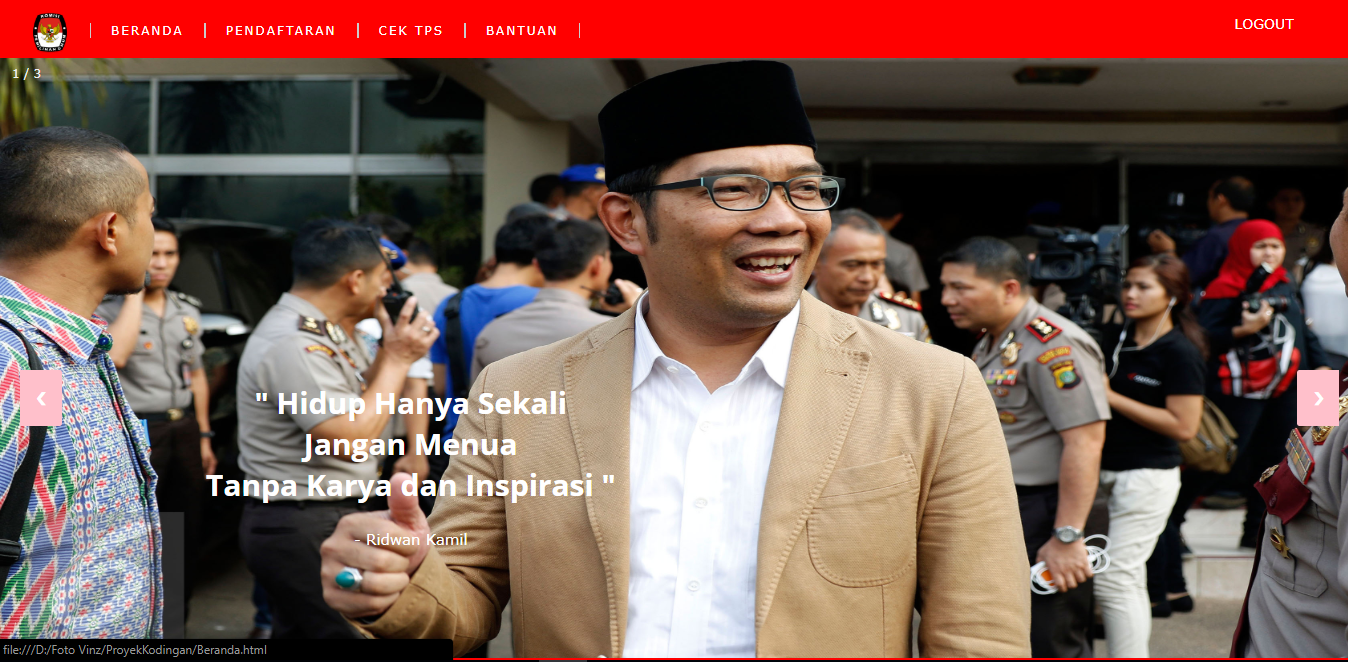 KOMISI
BERANDA
PENDAFTARAN
CEK TPS
BANTUAN
LOGOUT
1 / 3
❮
❯
" Hidup Hanya Sekali
Jangan Menua
Tanpa Karya dan Inspirasi "
- Ridwan Kamil
file:///D:/Foto Vinz/ProyekKodingan/Beranda.html